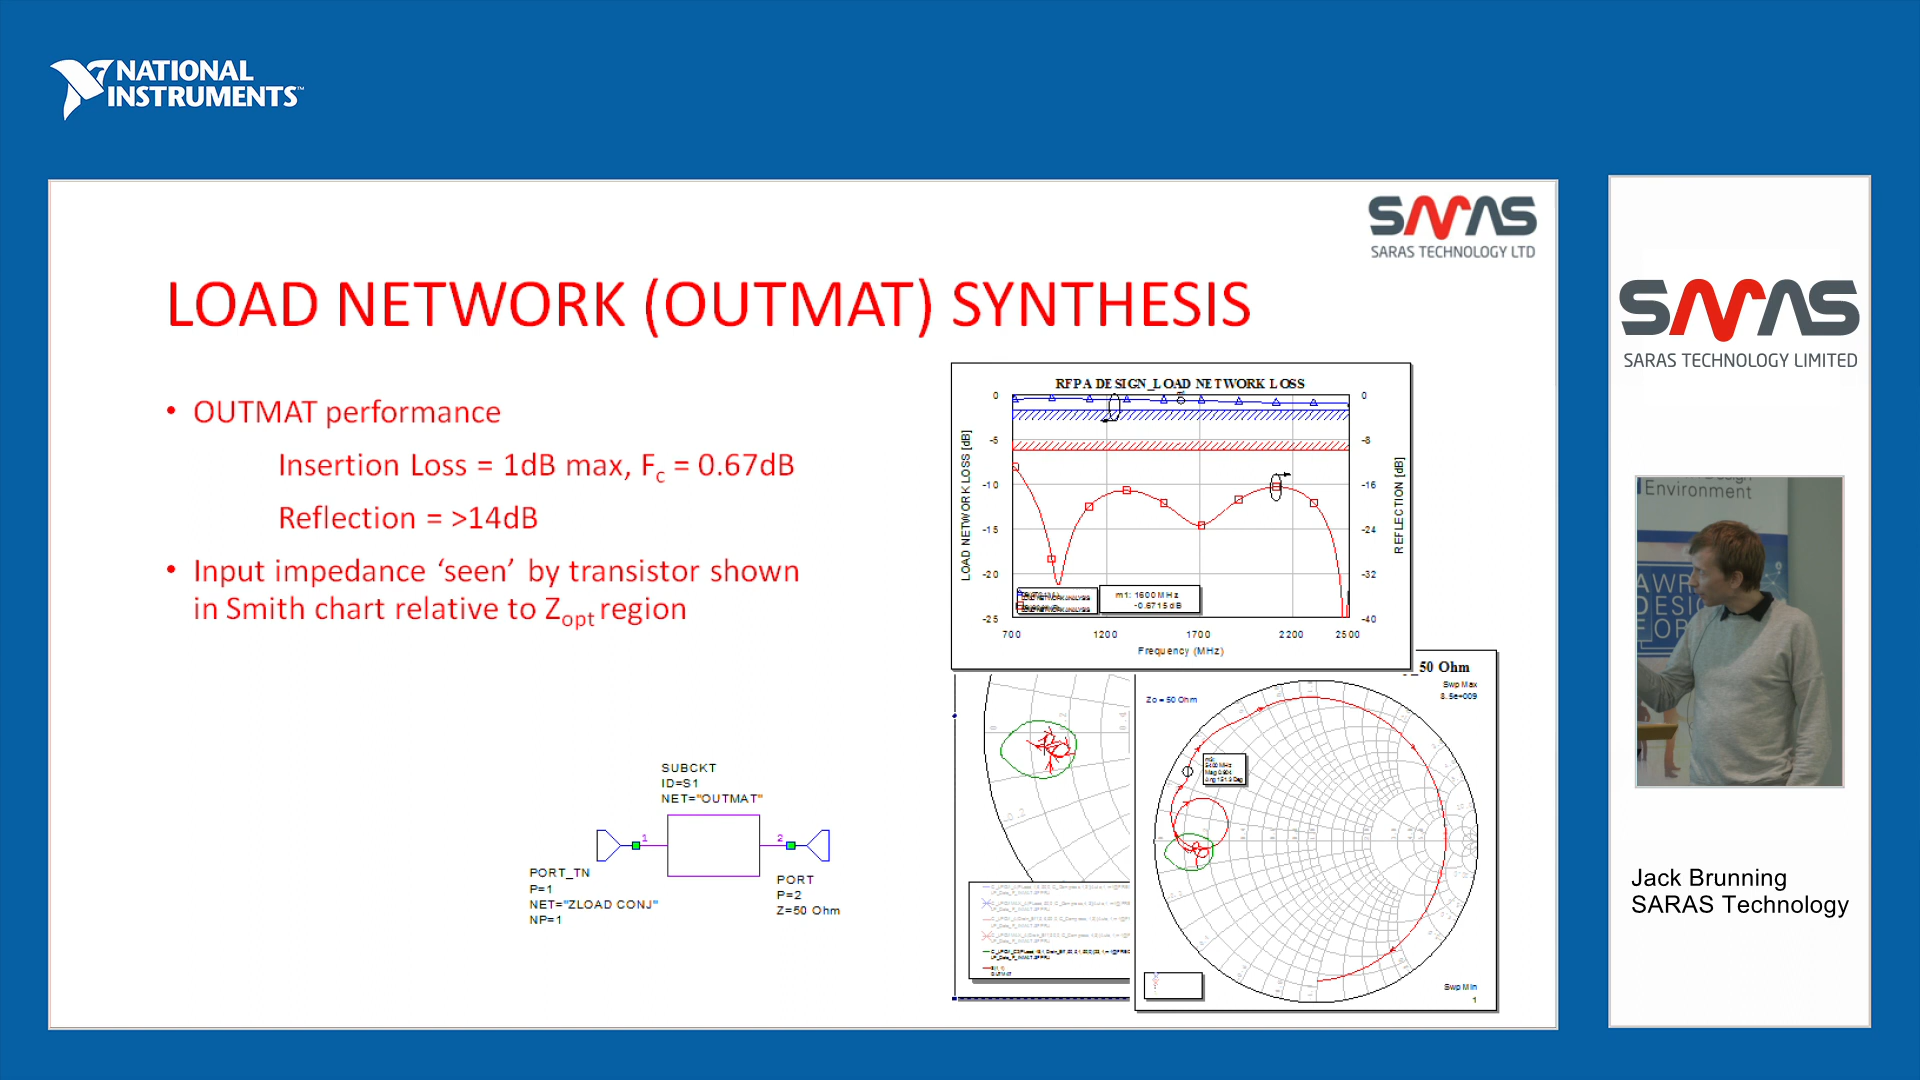 NATIONAL
INSTRUMENTS
SARAS
SARAS TECHNOLOGY LTD
LOAD NETWORK (OUTMAT) SYNTHESIS
• OUTMAT performance
Insertion Loss = 1dB max, Fc = 0.67dB
Reflection = >14dB
• Input impedance ‘seen’ by transistor shown
in Smith chart relative to Zopt region
SUBCKT
ID=S1
NET="OUTMAT"
1
2
PORT_TN
P=1
NET="ZLOAD CONJ"
NP=1
PORT
P=2
Z=50 Ohm
RFPA DESIGN_LOAD NETWORK LOSS
LOAD NETWORK LOSS [dB]
0
-5
-10
-15
-20
-25
0
-8
-16
-24
-32
-40
REFLECTION [dB]
m1: 1600 MHz
-0.6715 dB
700
1200
1700
2200
2500
Frequency (MHz)
_50 Ohm
Swp Max
8.5e+009
Zo = 50 Ohm
Swp Min
1
SARAS
SARAS TECHNOLOGY LIMITED
Environment
AWR
DESIG
FOR
Jack Brunning
SARAS Technology